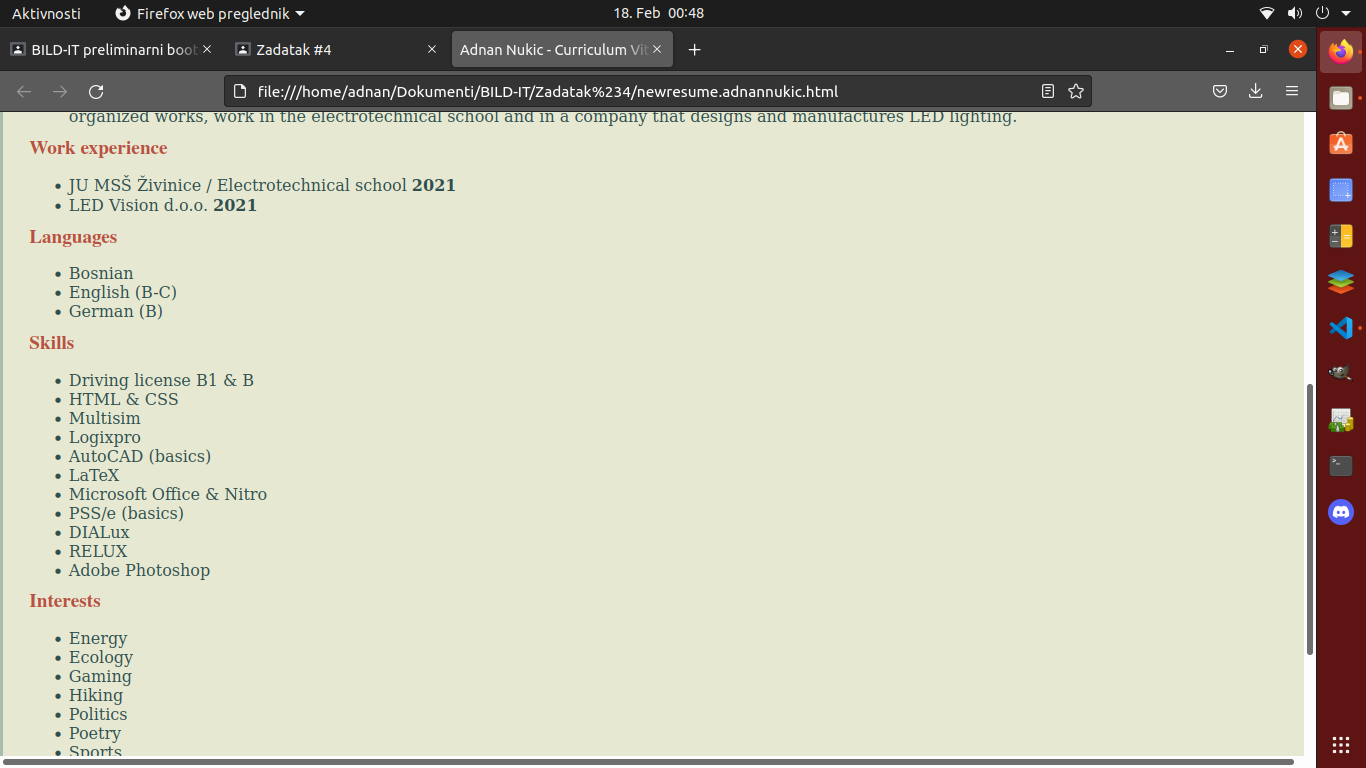 Aktivnosti
Firefox web preglednik
18. Feb 00:48
BILD-IT preliminarni boot
Zadatak #4
Adnan Nukic - Curriculum Vit
file:///home/adnan/Dokumenti/BILD-IT/Zadatak%234/newresume.adnannukic.html
organized works, work in the electrotechnical school and in a company that designs and manufactures LED lighting.
Work experience
• JU MSŠ Živinice / Electrotechnical school 2021
• LED Vision d.o.o. 2021
Languages
• Bosnian
• English (B-C)
• German (B)
Skills
• Driving license B1 & B
• HTML & CSS
• Multisim
• Logixpro
• AutoCAD (basics)
• LaTeX
• Microsoft Office & Nitro
• PSS/e (basics)
• DIALux
• RELUX
• Adobe Photoshop
Interests
• Energy
• Ecology
• Gaming
• Hiking
• Politics
• Poetry
• Sports